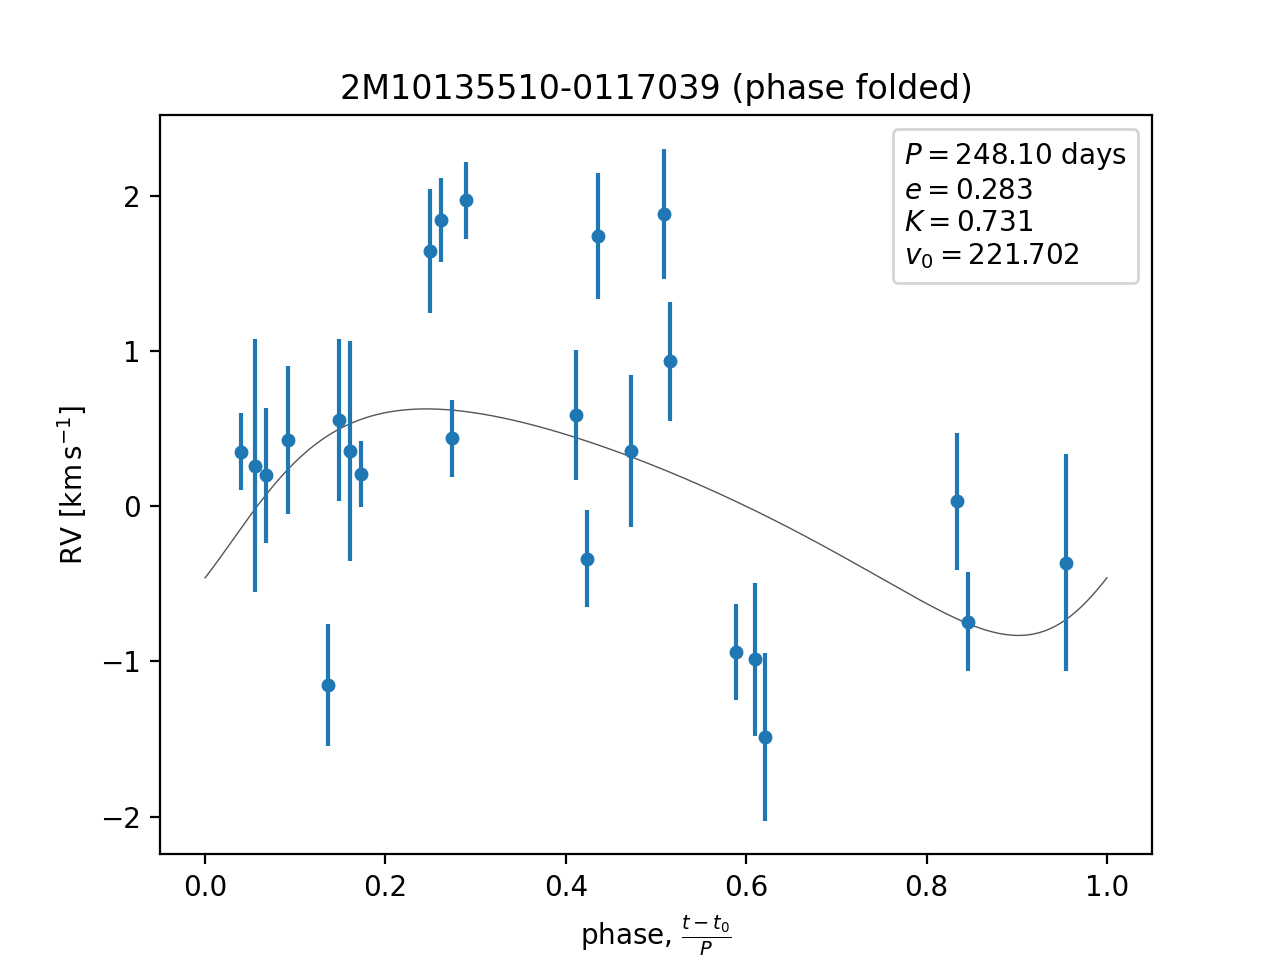 2M10135510-0117039 (phase folded)
P = 248.10 days
e = 0.283
K = 0.731
v₀ = 221.702
2
1
0
−1
−2
RV [km s⁻¹]
0.0 0.2 0.4 0.6 0.8 1.0
phase, (t − t₀)/P